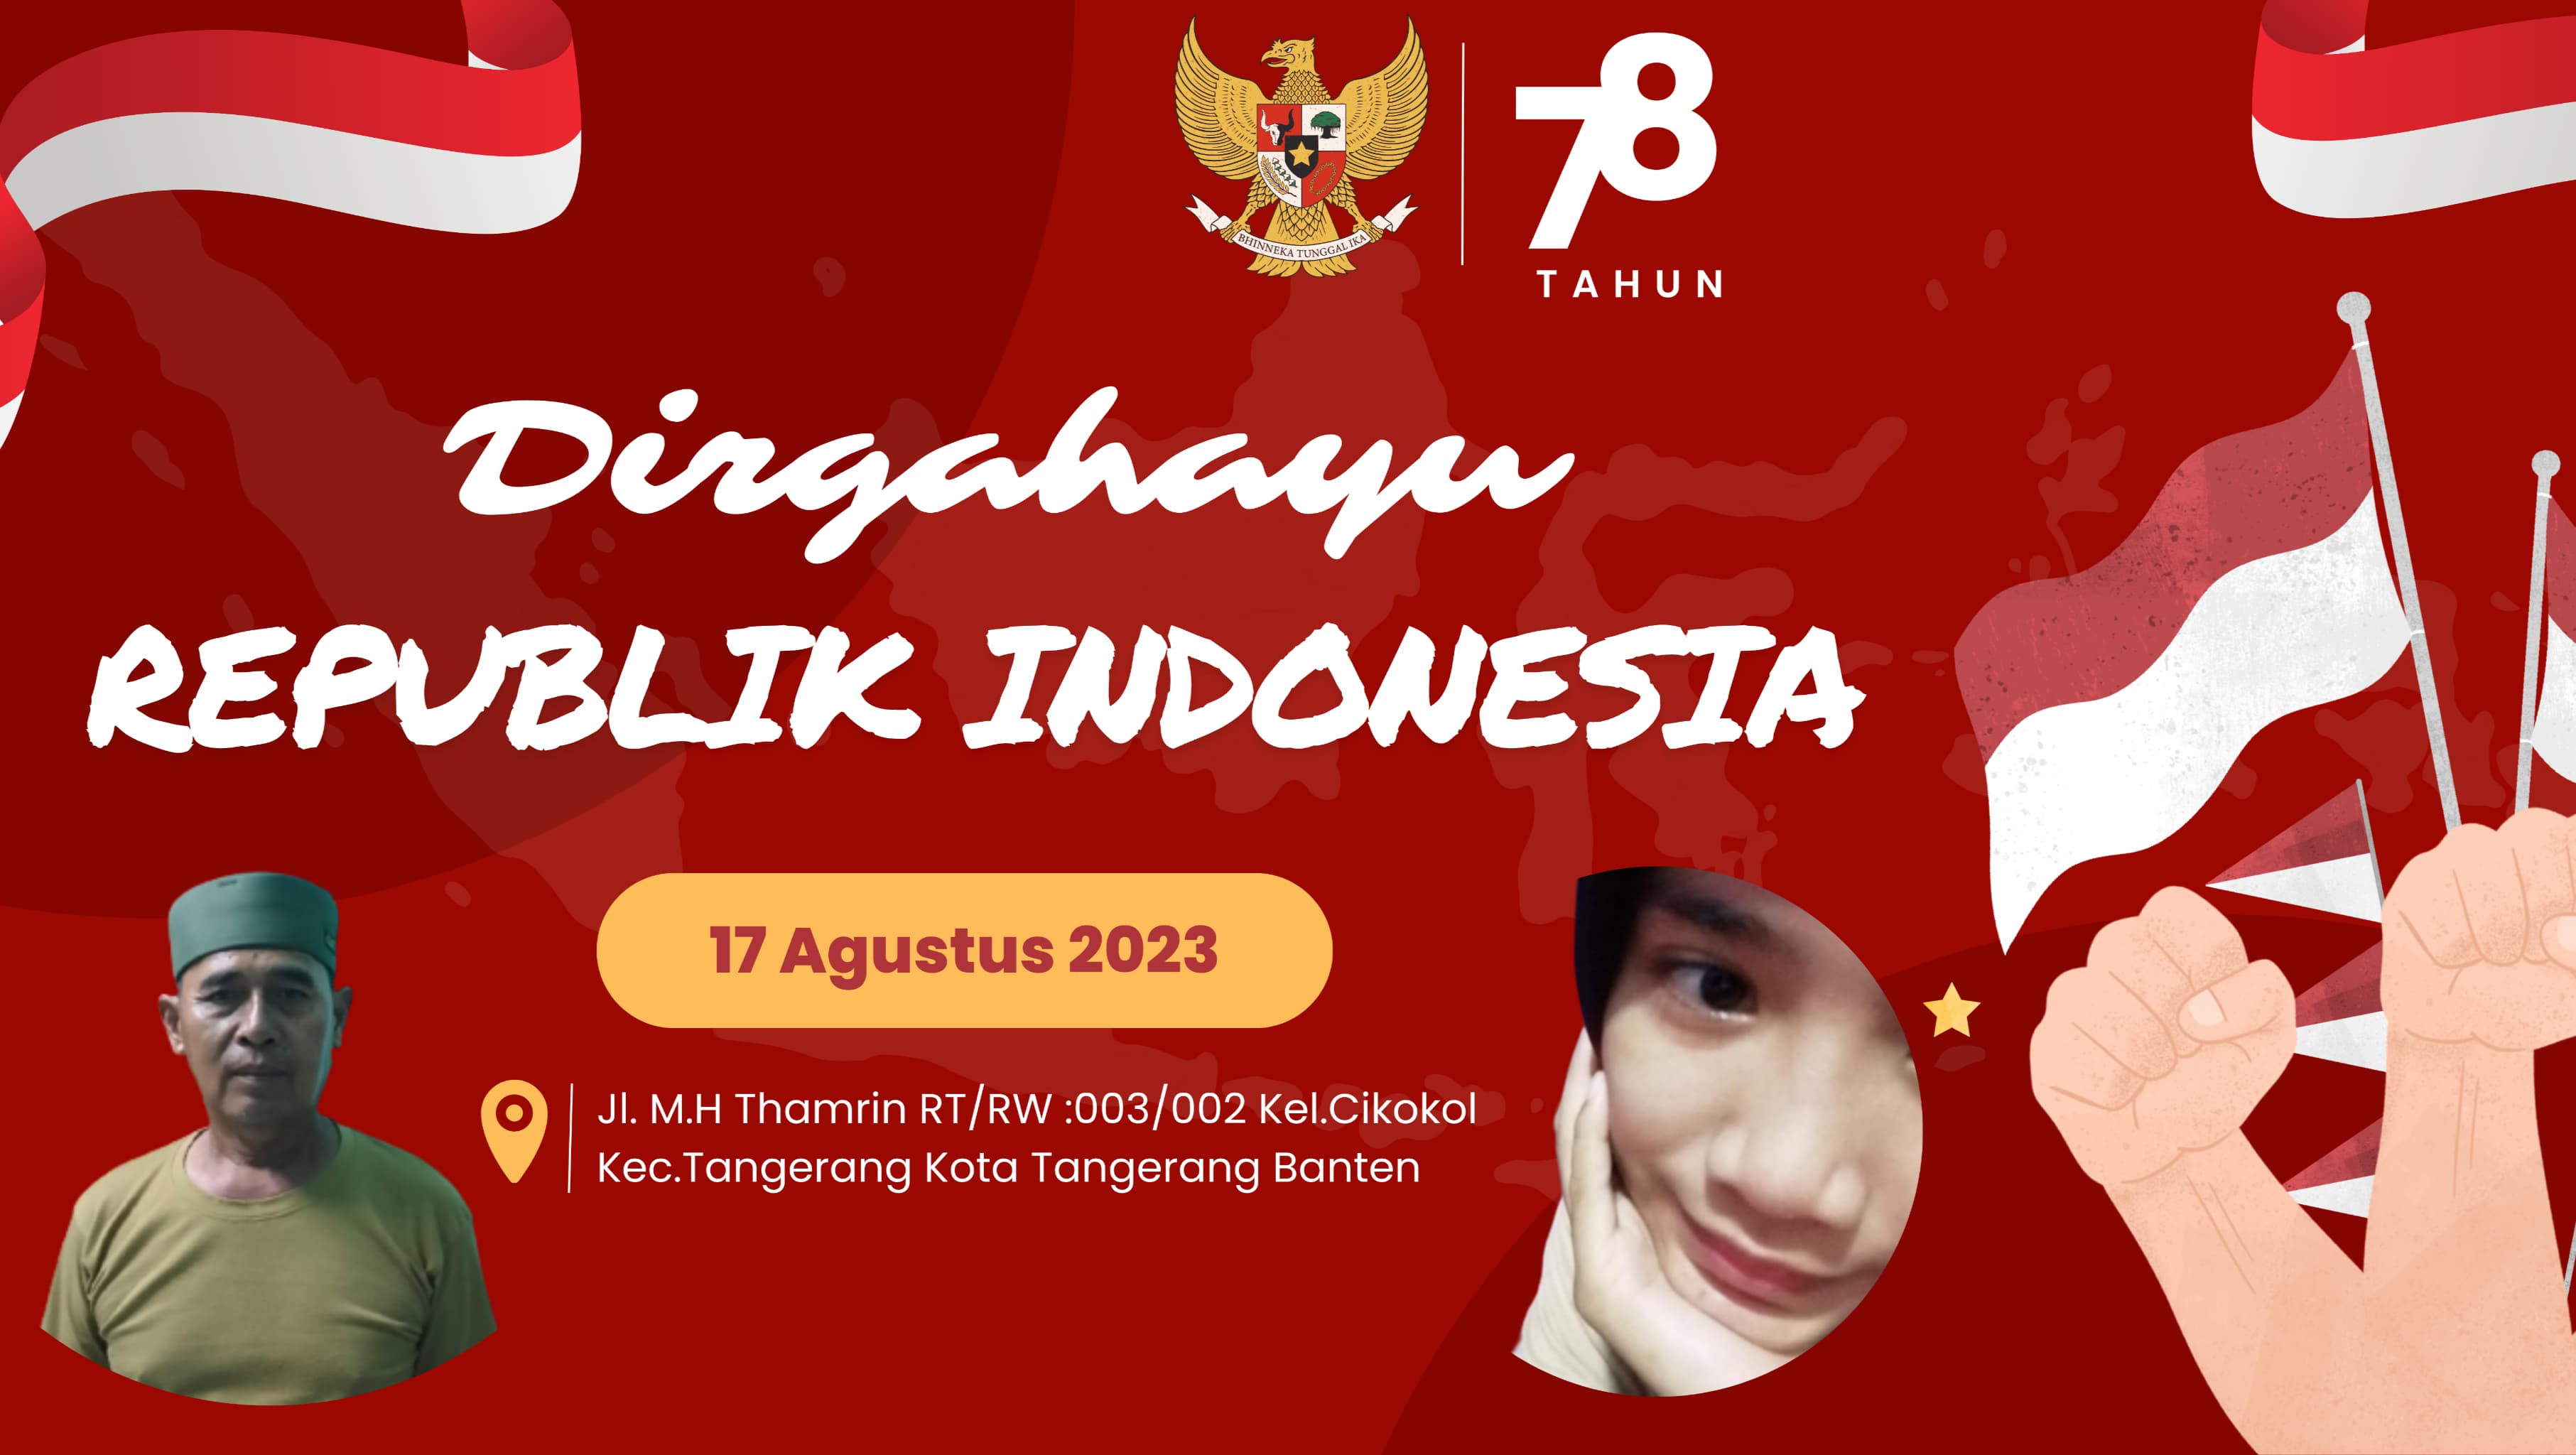 BHINNEKA TUNGGAL IKA
78
TAHUN
Dirgahayu
REPUBLIK INDONESIA
17 Agustus 2023
Jl. M.H Thamrin RT/RW :003/002 Kel.Cikokol
Kec.Tangerang Kota Tangerang Banten